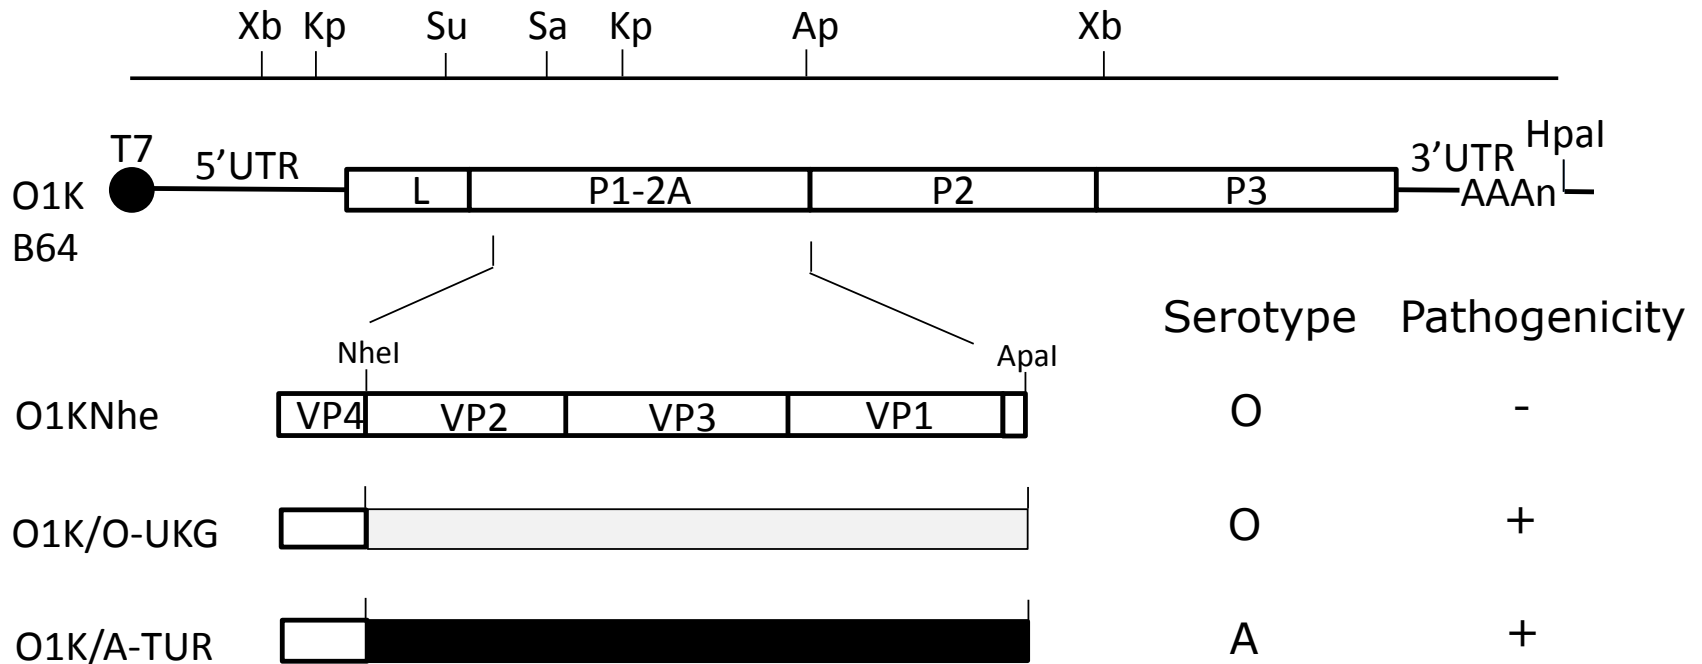 Xb Kp Su Sa Kp Ap Xb
T7 5’UTR 3’UTR HpaI
O1K L P1-2A P2 P3 AAAn
B64
Serotype Pathogenicity
NheI ApaI
O1KNhe VP4 VP2 VP3 VP1 O -
O1K/O-UKG O +
O1K/A-TUR A +